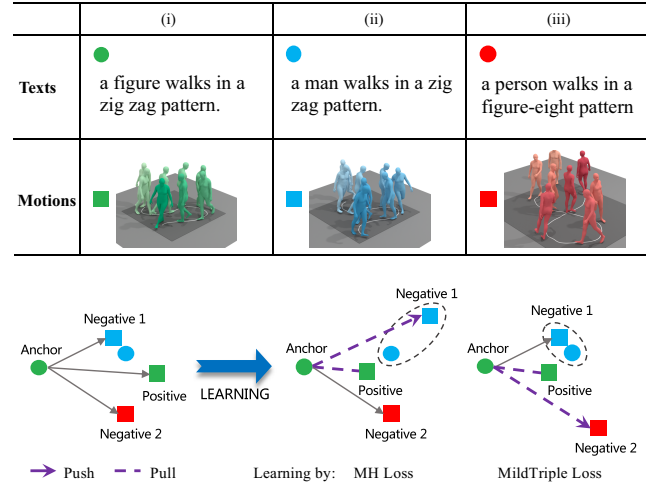 (i) (ii) (iii)
Texts
a figure walks in a
zig zag pattern.
a man walks in a zig
zag pattern.
a person walks in a
figure-eight pattern
Motions
Negative 1
Anchor
Positive
Negative 2
LEARNING
Negative 1
Anchor
Positive
Negative 2
Anchor
Negative 1
Positive
Negative 2
Push Pull Learning by: MH Loss MildTriple Loss